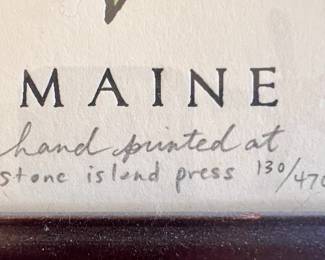 MAINE
hand printed at
stone island press 130/470